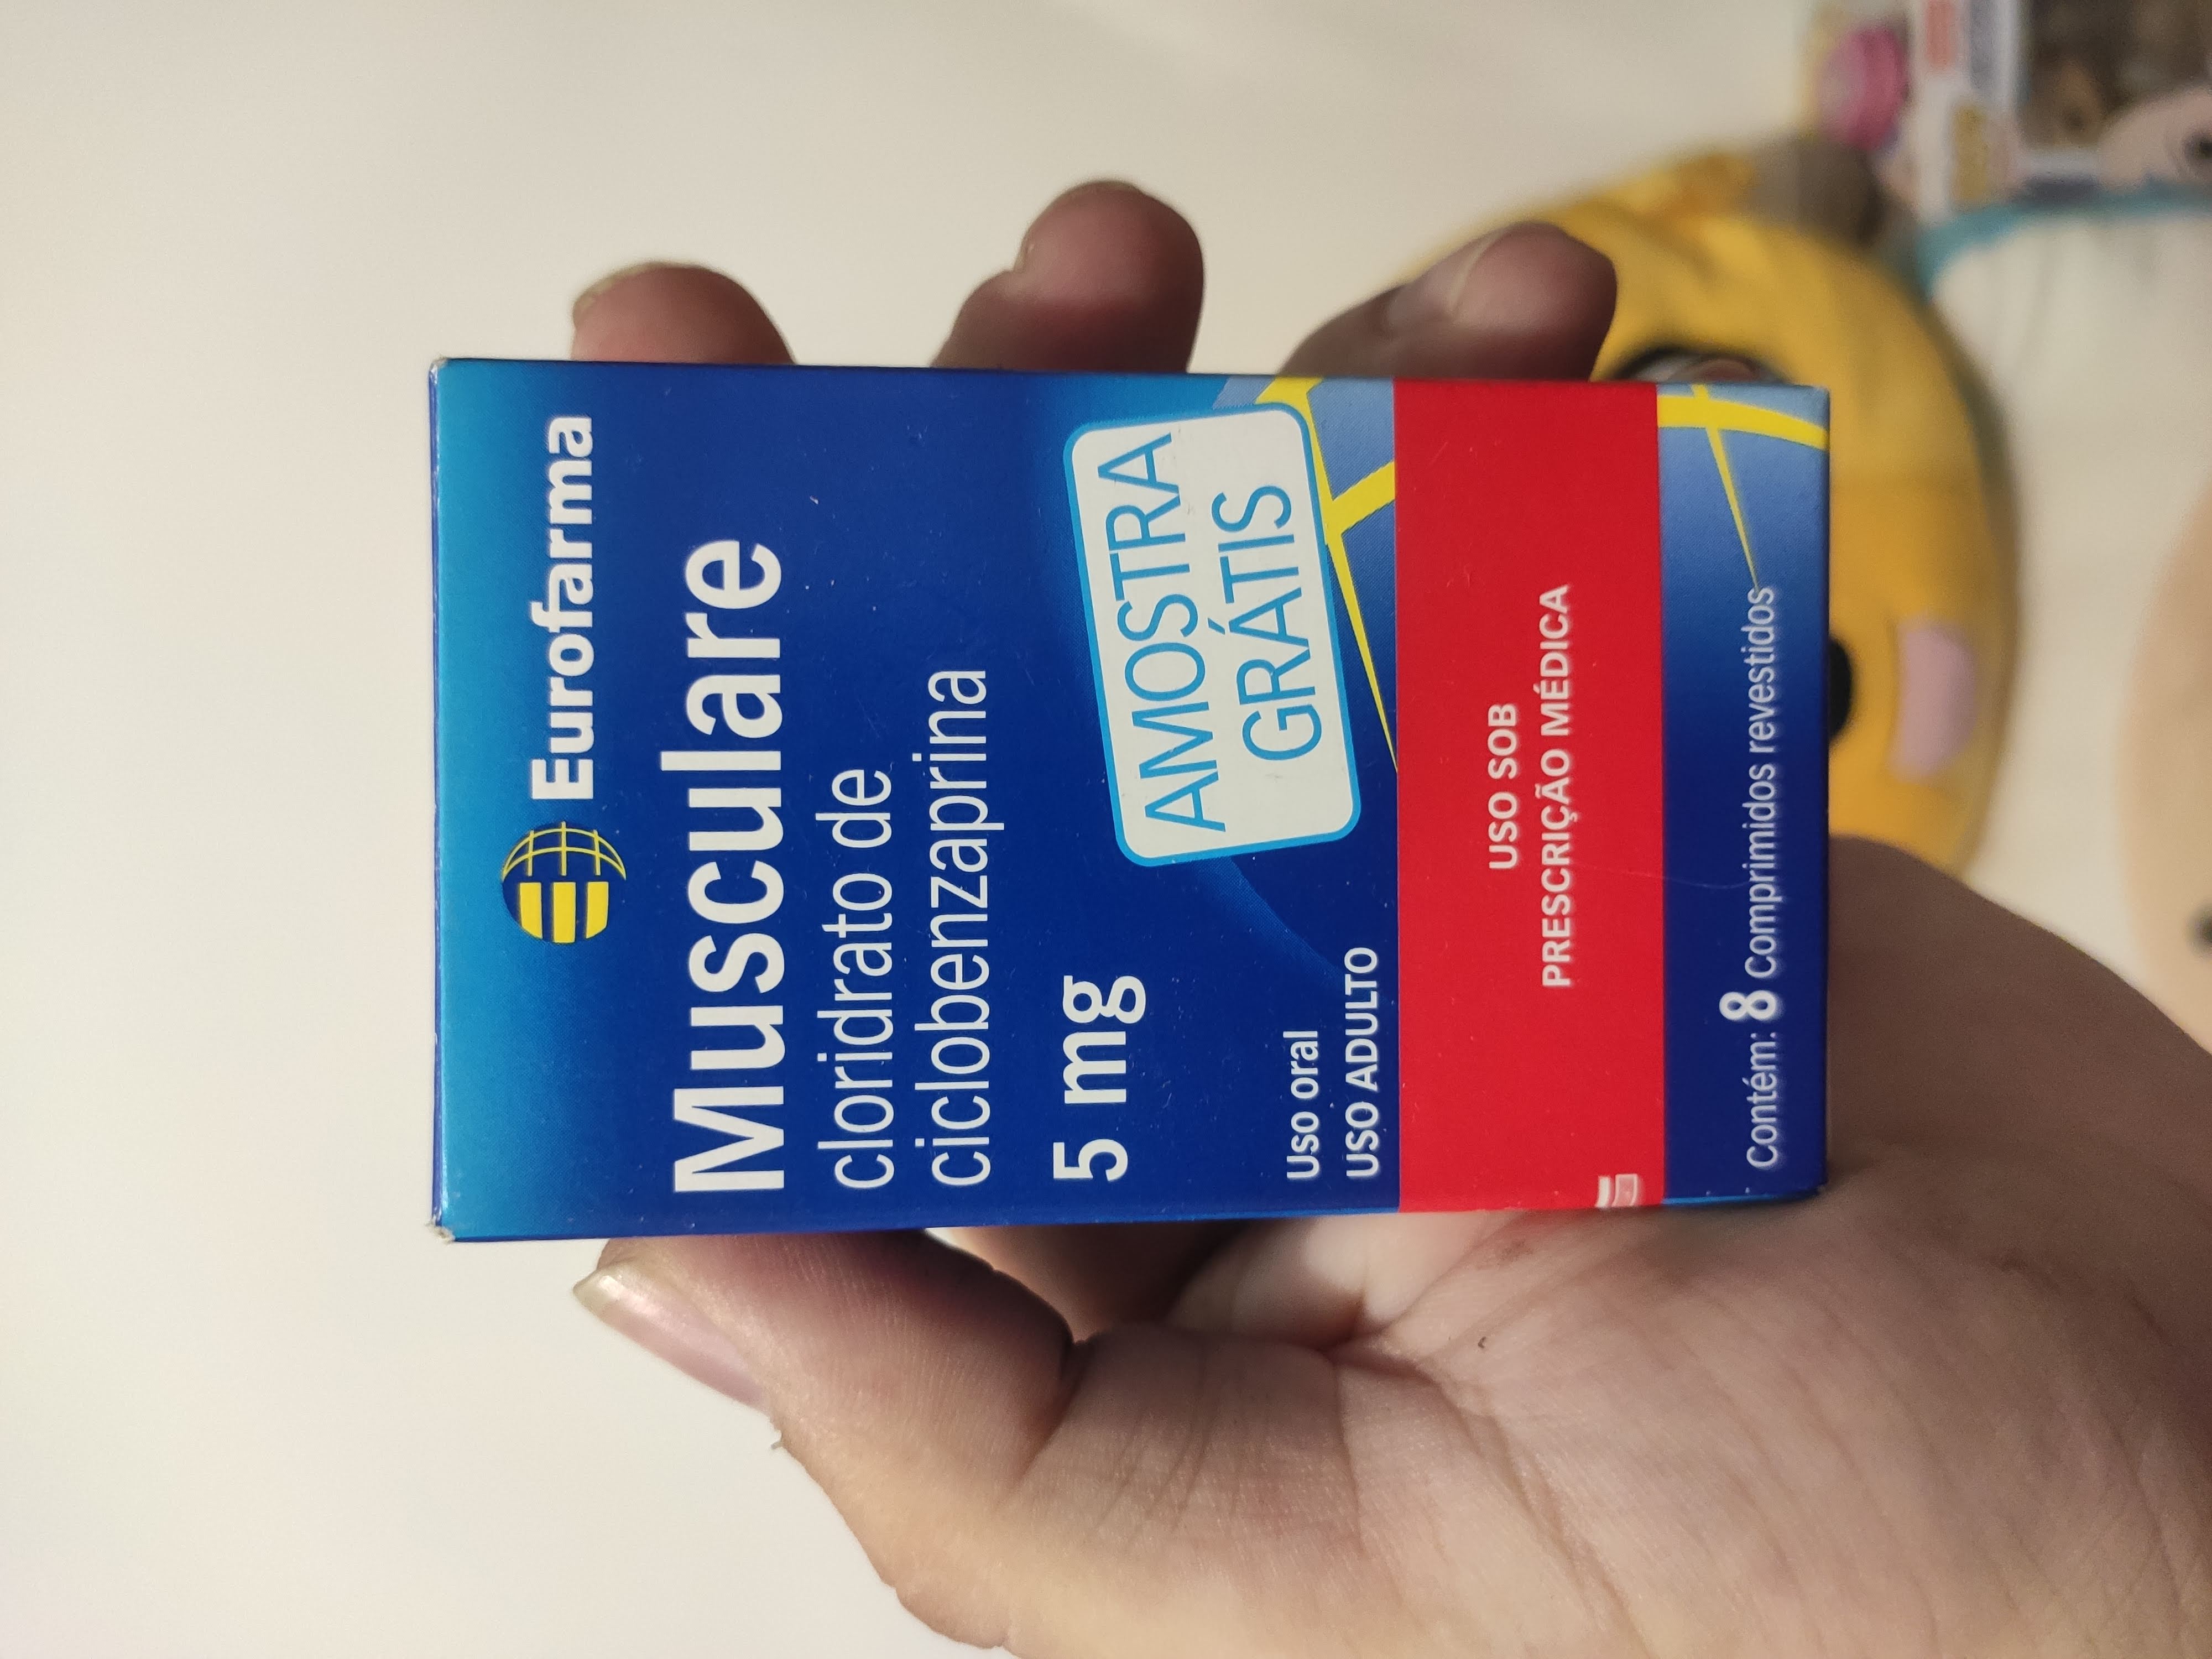 Eurofarma
Musculare
cloridrato de
ciclobenzaprina
5 mg
AMOSTRA
GRÁTIS
Uso oral
USO ADULTO
USO SOB
PRESCRIÇÃO MÉDICA
Contém: 8 Comprimidos revestidos